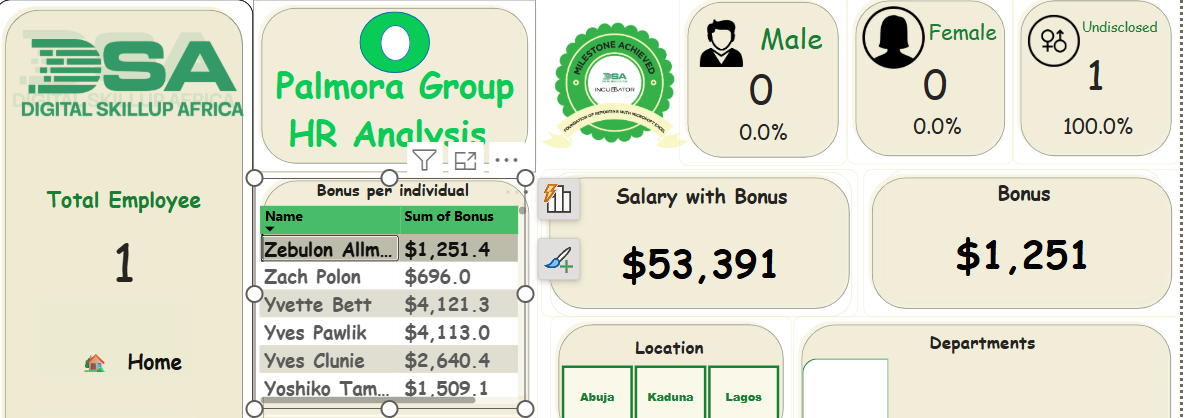 DSA
DIGITAL SKILLUP AFRICA
Total Employee
1
Home
Palmora Group
HR Analysis
Bonus per individual
Name Sum of Bonus
Zebulon Allm... $1,251.4
Zach Polon $696.0
Yvette Bett $4,121.3
Yves Pawlik $4,113.0
Yves Clunie $2,640.4
Yoshiko Tam... $1,509.1
MILESTONE ACHIEVED
DSA
INCUBATOR
FOUNDATION OF REPORTING WITH MICROSOFT EXCEL
Male
0
0.0%
Female
0
0.0%
Undisclosed
1
100.0%
Salary with Bonus
$53,391
Bonus
$1,251
Location
Abuja Kaduna Lagos
Departments